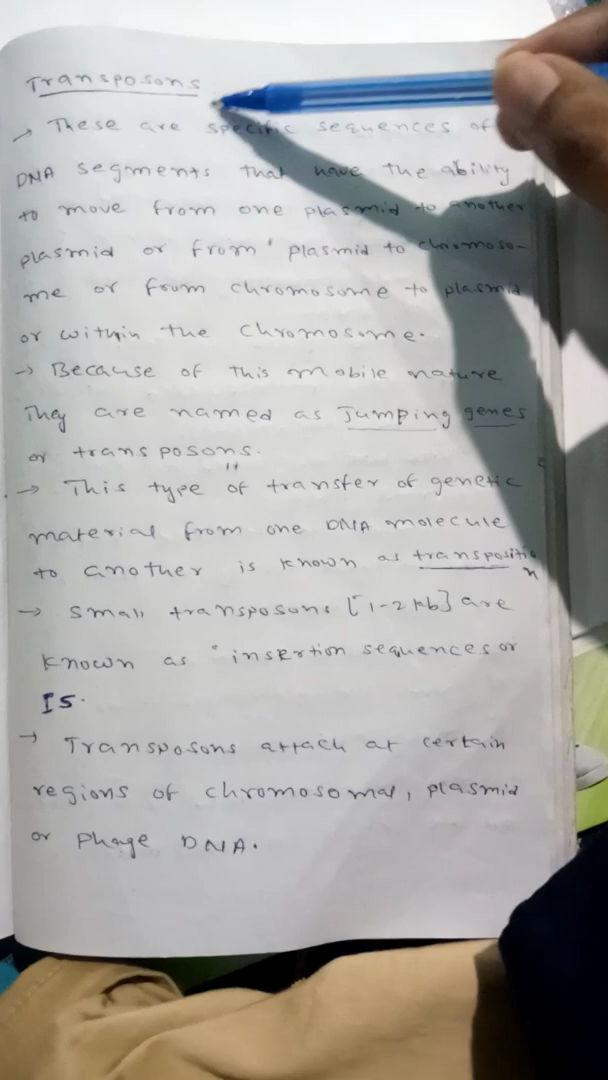 Transposons
→ These are specific sequences of
DNA segments that have the ability
to move from one plasmid to another
plasmid or from plasmid to chromoso-
me or from chromosome to plasmid
or within the chromosome.
→ Because of this mobile nature
They are named as Jumping genes
or transposons.
→ This type of transfer of genetic
material from one DNA molecule
to another is known as transposition
→ small transposons [1-2 kb] are
known as "insertion sequences or
IS.
→ Transposons attach at certain
regions of chromosomal, plasmid
or phage DNA.